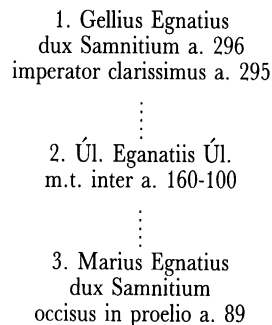 1. Gellius Egnatius
dux Samnitium a. 296
imperator clarissimus a. 295
2. Úl. Eganatiis Úl.
m.t. inter a. 160-100
3. Marius Egnatius
dux Samnitium
occisus in proelio a. 89